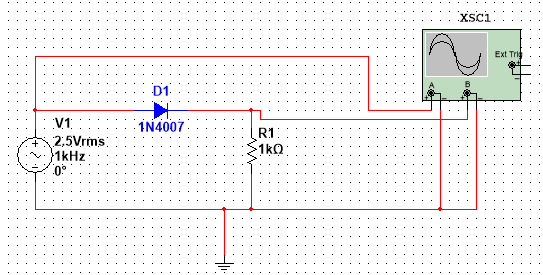 XSC1
Ext Trig
+
−
A
B
+ − + −
D1
1N4007
V1
2.5Vrms
1kHz
0°
R1
1kΩ